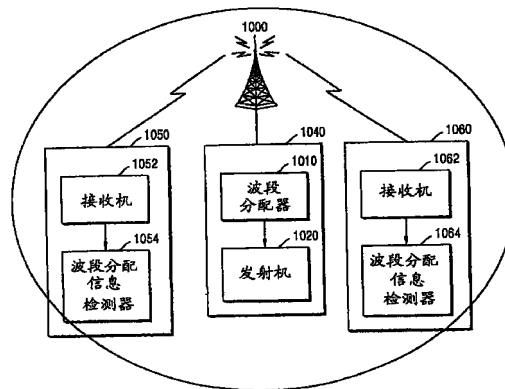 1000
1050
1040
1060
1052
接收机
1010
波段
分配器
1062
接收机
1054
波段分配
信息
检测器
1020
发射机
1064
波段分配
信息
检测器